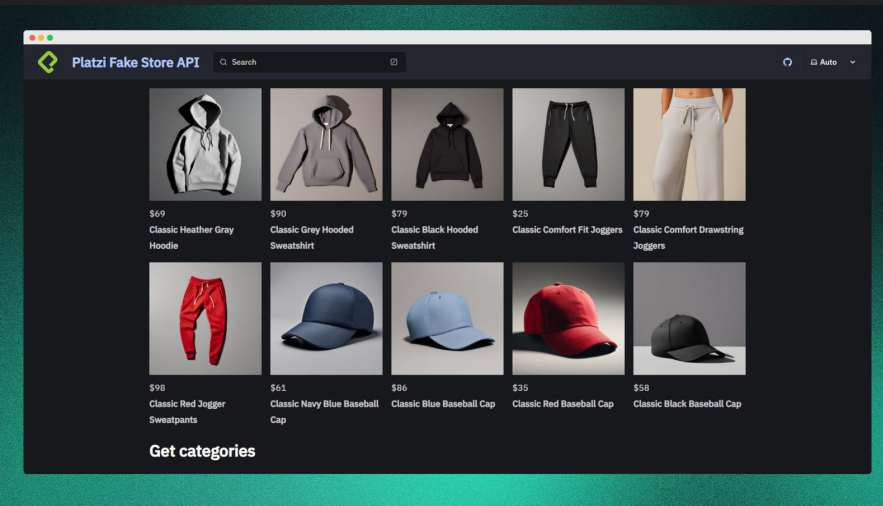 Platzi Fake Store API
Search
Auto
$69
$90
$79
$25
$79
Classic Heather Gray
Hoodie
Classic Grey Hooded
Sweatshirt
Classic Black Hooded
Sweatshirt
Classic Comfort Fit Joggers
Classic Comfort Drawstring
Joggers
$98
$61
$86
$35
$58
Classic Red Jogger
Sweatpants
Classic Navy Blue Baseball
Cap
Classic Blue Baseball Cap
Classic Red Baseball Cap
Classic Black Baseball Cap
Get categories